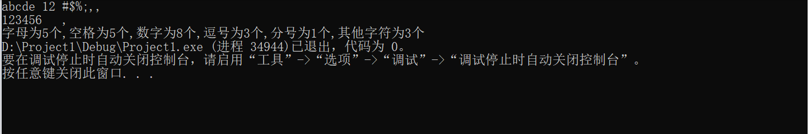 abcde 12 #$%;,,
123456   ,
字母为5个,空格为5个,数字为8个,逗号为3个,分号为1个,其他字符为3个
D:\Project1\Debug\Project1.exe (进程 34944)已退出，代码为 0。
要在调试停止时自动关闭控制台，请启用“工具”->“选项”->“调试”->“调试停止时自动关闭控制台”。
按任意键关闭此窗口. . .